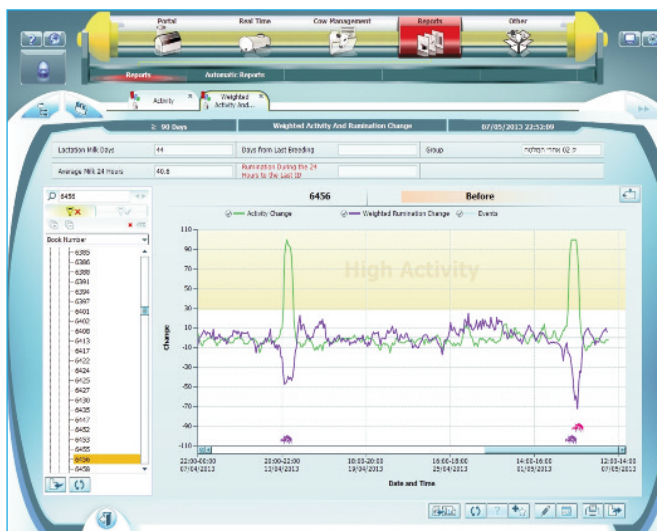 Portal Real Time Cow Management Reports Other
Reports Automatic Reports
Activity Weighted
Activity And...
≥ 90 Days Weighted Activity And Rumination Change 07/05/2013 22:52:09
Lactation Milk Days 44 Days from Last Breeding Group
Average Milk 24 Hours 40.6 Rumination During the 24
Hours to the Last ID
6456 6456 Before
Activity Change Weighted Rumination Change Events
Book Number
6385
6386
6388
6391
6394
6397
6401
6402
6408
6413
6417
6422
6424
6425
6427
6430
6435
6447
6452
6453
6455
6456
6458
High Activity
Change
110
90
70
50
30
10
-10
-30
-50
-70
-90
-110
22:00-00:00 20:00-22:00 18:00-20:00 16:00-18:00 14:00-16:00 12:00-14:00
07/04/2013 13/04/2013 19/04/2013 25/04/2013 01/05/2013 07/05/2013
Date and Time